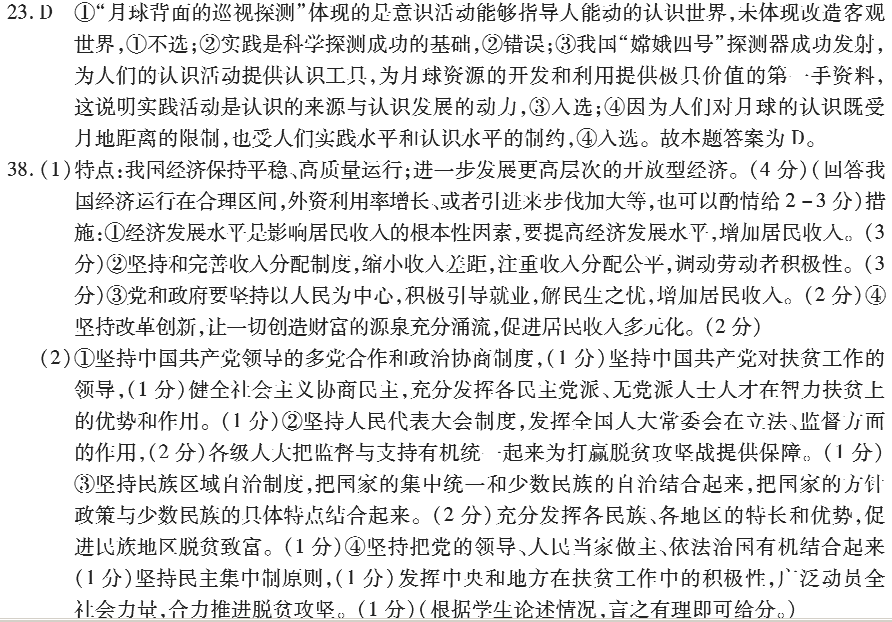 23. D ①“月球背面的巡视探测”体现的是意识活动能够指导人能动的认识世界,未体现改造客观
世界,①不选;②实践是科学探测成功的基础,②错误;③我国“嫦娥四号”探测器成功发射,
为人们的认识活动提供认识工具,为月球资源的开发和利用提供极具价值的第一手资料,
这说明实践活动是认识的来源与认识发展的动力,③入选;④因为人们对月球的认识既受
月地距离的限制,也受人们实践水平和认识水平的制约,④入选。故本题答案为 D。
38. (1)特点:我国经济保持平稳、高质量运行;进一步发展更高层次的开放型经济。(4 分)(回答我
国经济运行在合理区间,外资利用率增长、或者引进来步伐加大等,也可以酌情给 2-3 分)措
施:①经济发展水平是影响居民收入的根本性因素,要提高经济发展水平,增加居民收入。(3
分)②坚持和完善收入分配制度,缩小收入差距,注重收入分配公平,调动劳动者积极性。(3
分)③党和政府要坚持以人民为中心,积极引导就业,解民生之忧,增加居民收入。(2 分)④
坚持改革创新,让一切创造财富的源泉充分涌流,促进居民收入多元化。(2 分)
(2)①坚持中国共产党领导的多党合作和政治协商制度,(1 分)坚持中国共产党对扶贫工作的
领导,(1 分)健全社会主义协商民主,充分发挥各民主党派、无党派人士人才在智力扶贫上
的优势和作用。(1 分)②坚持人民代表大会制度,发挥全国人大常委会在立法、监督方面
的作用,(2 分)各级人大把监督与支持有机统一起来为打赢脱贫攻坚战提供保障。(1 分)
③坚持民族区域自治制度,把国家的集中统一和少数民族的自治结合起来,把国家的方针
政策与少数民族的具体特点结合起来。(2 分)充分发挥各民族、各地区的特长和优势,促
进民族地区脱贫致富。(1 分)④坚持把党的领导、人民当家做主、依法治国有机结合起来
(1 分)坚持民主集中制原则,(1 分)发挥中央和地方在扶贫工作中的积极性,广泛动员全
社会力量,合力推进脱贫攻坚。(1 分)(根据学生论述情况,言之有理即可给分。)